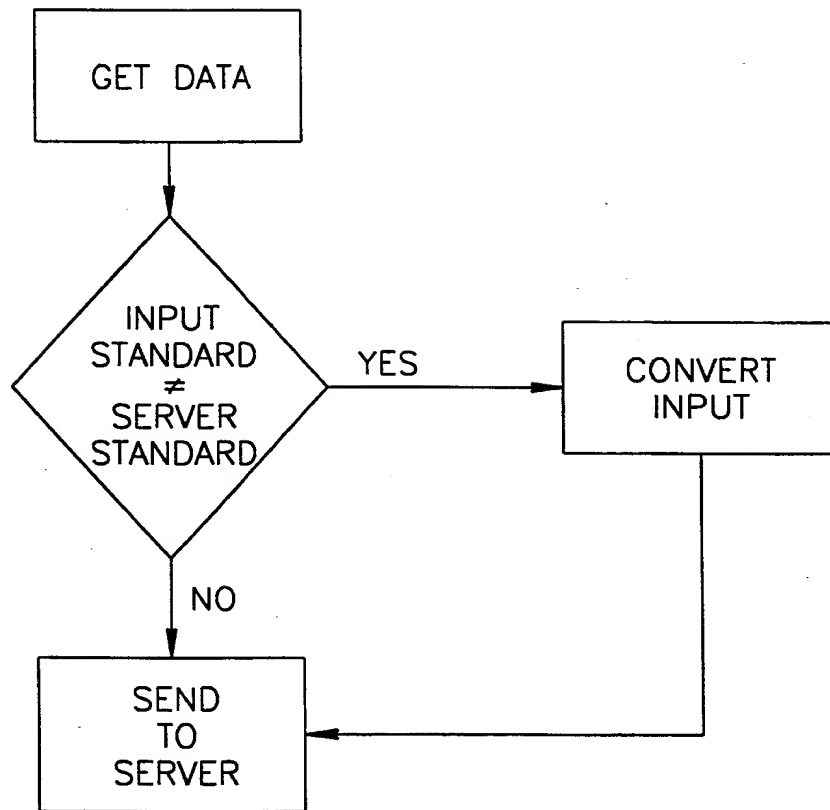 GET DATA
INPUT
STANDARD
≠
SERVER
STANDARD
YES
CONVERT
INPUT
NO
SEND
TO
SERVER